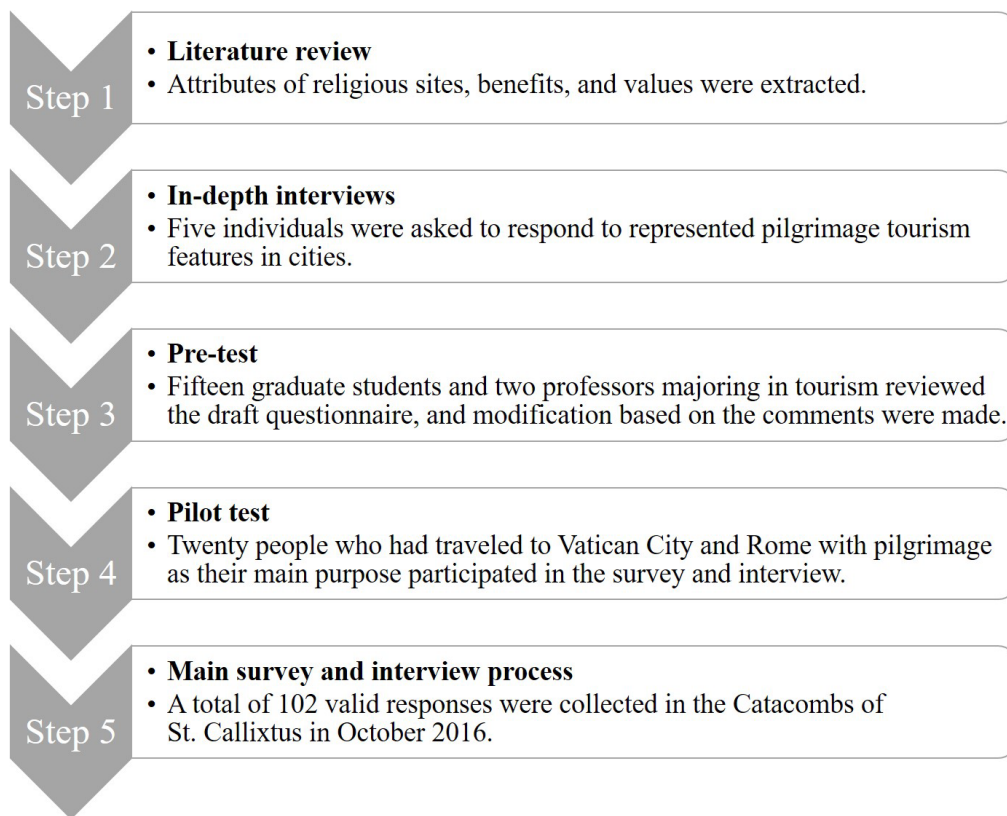 Step 1
• Literature review
• Attributes of religious sites, benefits, and values were extracted.
Step 2
• In-depth interviews
• Five individuals were asked to respond to represented pilgrimage tourism
features in cities.
Step 3
• Pre-test
• Fifteen graduate students and two professors majoring in tourism reviewed
the draft questionnaire, and modification based on the comments were made.
Step 4
• Pilot test
• Twenty people who had traveled to Vatican City and Rome with pilgrimage
as their main purpose participated in the survey and interview.
Step 5
• Main survey and interview process
• A total of 102 valid responses were collected in the Catacombs of
St. Callixtus in October 2016.